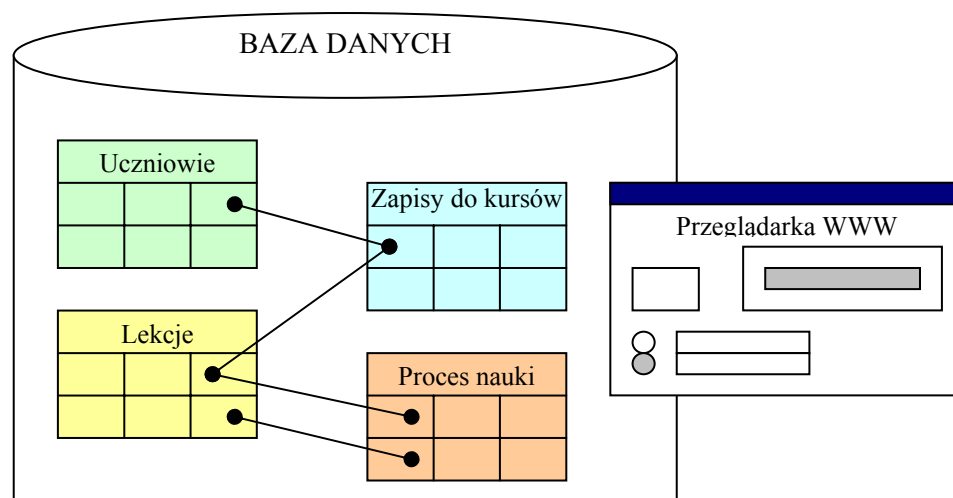 BAZA DANYCH
Uczniowie
Zapisy do kursów
Przeglądarka WWW
Lekcje
Proces nauki